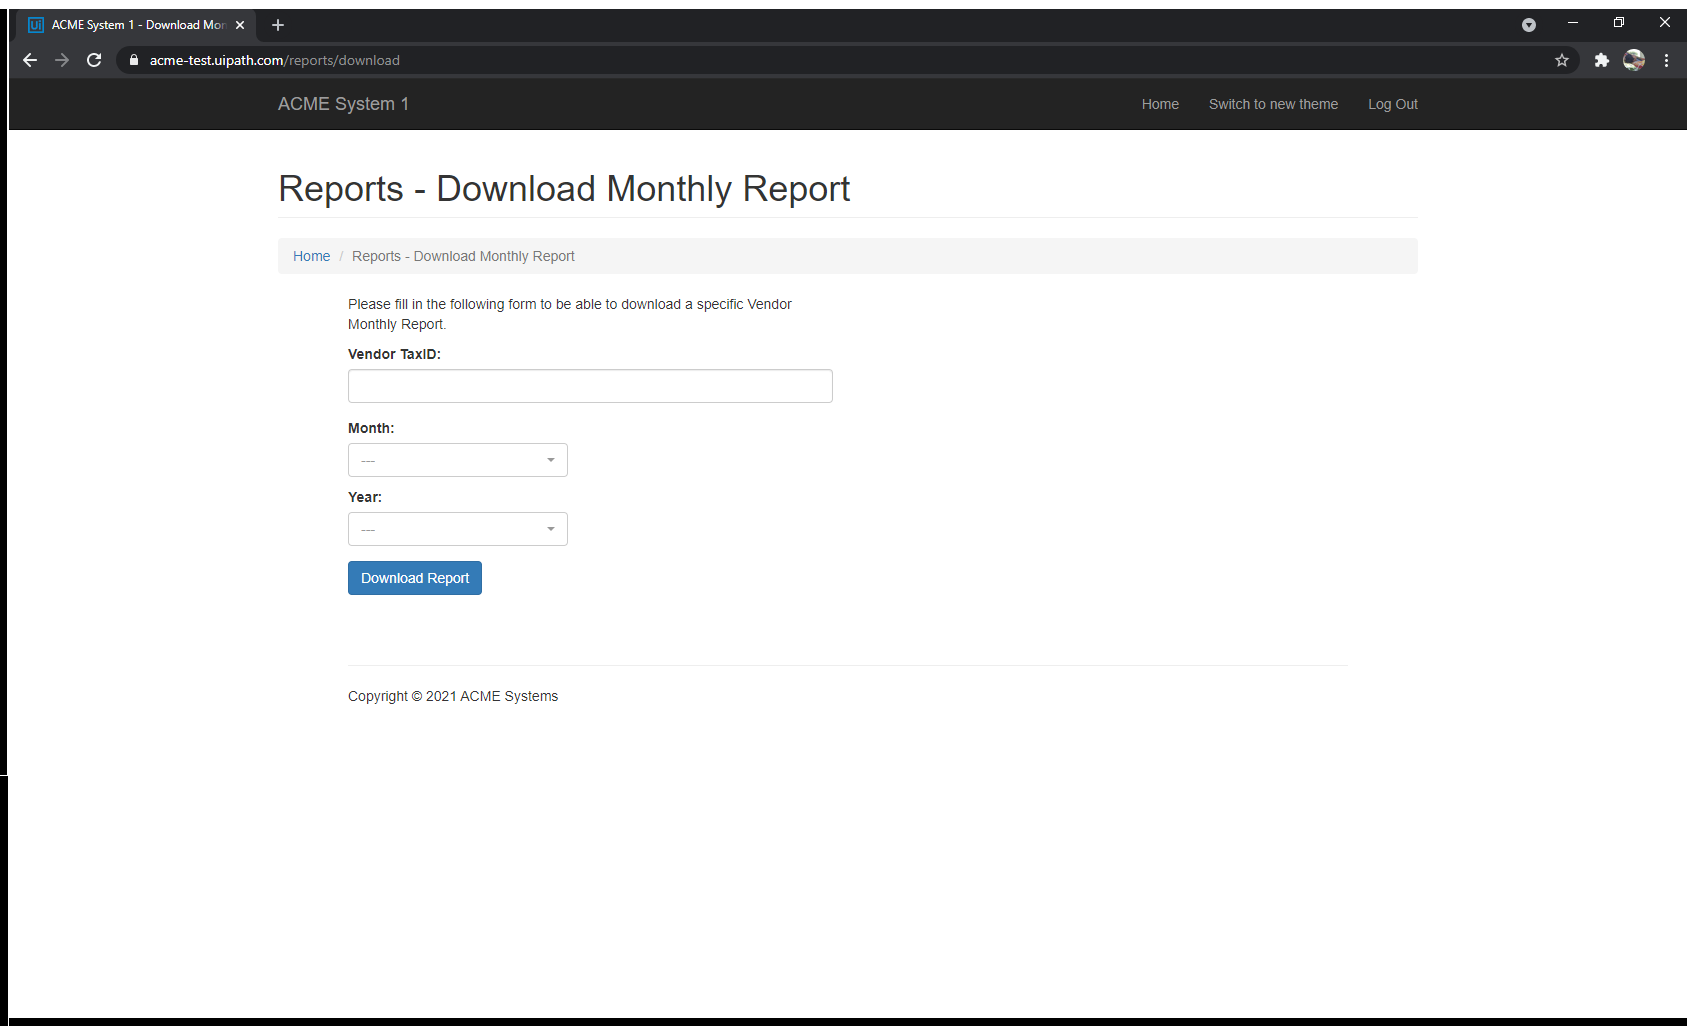 Ui ACME System 1 - Download Mon
acme-test.uipath.com/reports/download
ACME System 1 Home Switch to new theme Log Out
Reports - Download Monthly Report
Home / Reports - Download Monthly Report
Please fill in the following form to be able to download a specific Vendor
Monthly Report.
Vendor TaxID:
Month:
---
Year:
---
Download Report
Copyright © 2021 ACME Systems